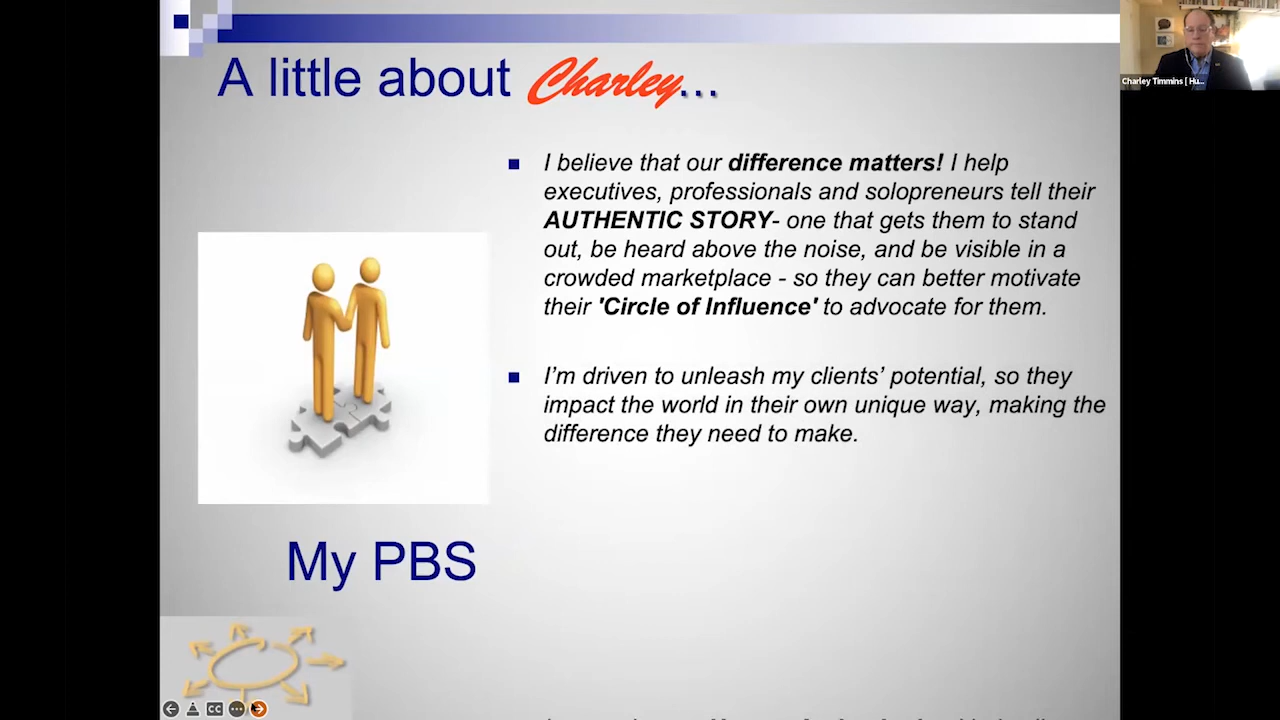 A little about Charley...
Charley Timmins [ Hu...
I believe that our difference matters! I help
executives, professionals and solopreneurs tell their
AUTHENTIC STORY- one that gets them to stand
out, be heard above the noise, and be visible in a
crowded marketplace - so they can better motivate
their 'Circle of Influence' to advocate for them.
I’m driven to unleash my clients’ potential, so they
impact the world in their own unique way, making the
difference they need to make.
My PBS
CC